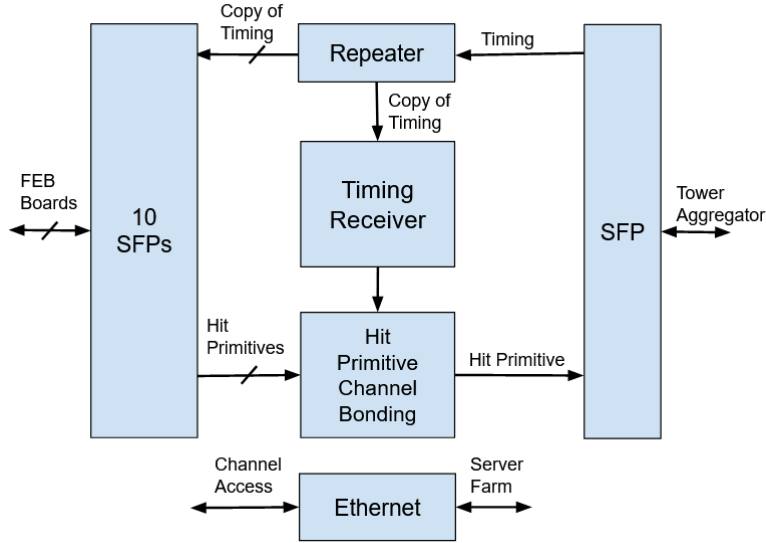 Copy of
Timing
Repeater
Timing
Copy of
Timing
FEB
Boards
10
SFPs
Timing
Receiver
SFP
Tower
Aggregator
Hit
Primitives
Hit
Primitive
Channel
Bonding
Hit Primitive
Channel
Access
Ethernet
Server
Farm